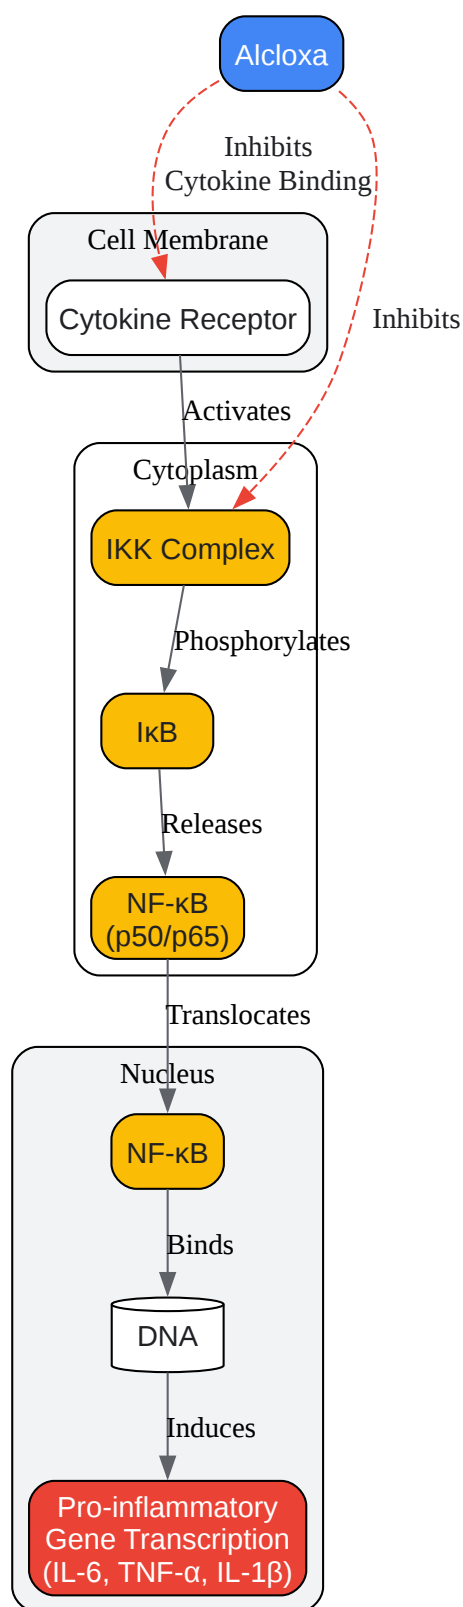 Alcloxa
Inhibits
Cytokine Binding
Cell Membrane
Cytokine Receptor
Inhibits
Activates
Cytoplasm
IKK Complex
Phosphorylates
IκB
Releases
NF-κB
(p50/p65)
Translocates
Nucleus
NF-κB
Binds
DNA
Induces
Pro-inflammatory
Gene Transcription
(IL-6, TNF-α, IL-1β)